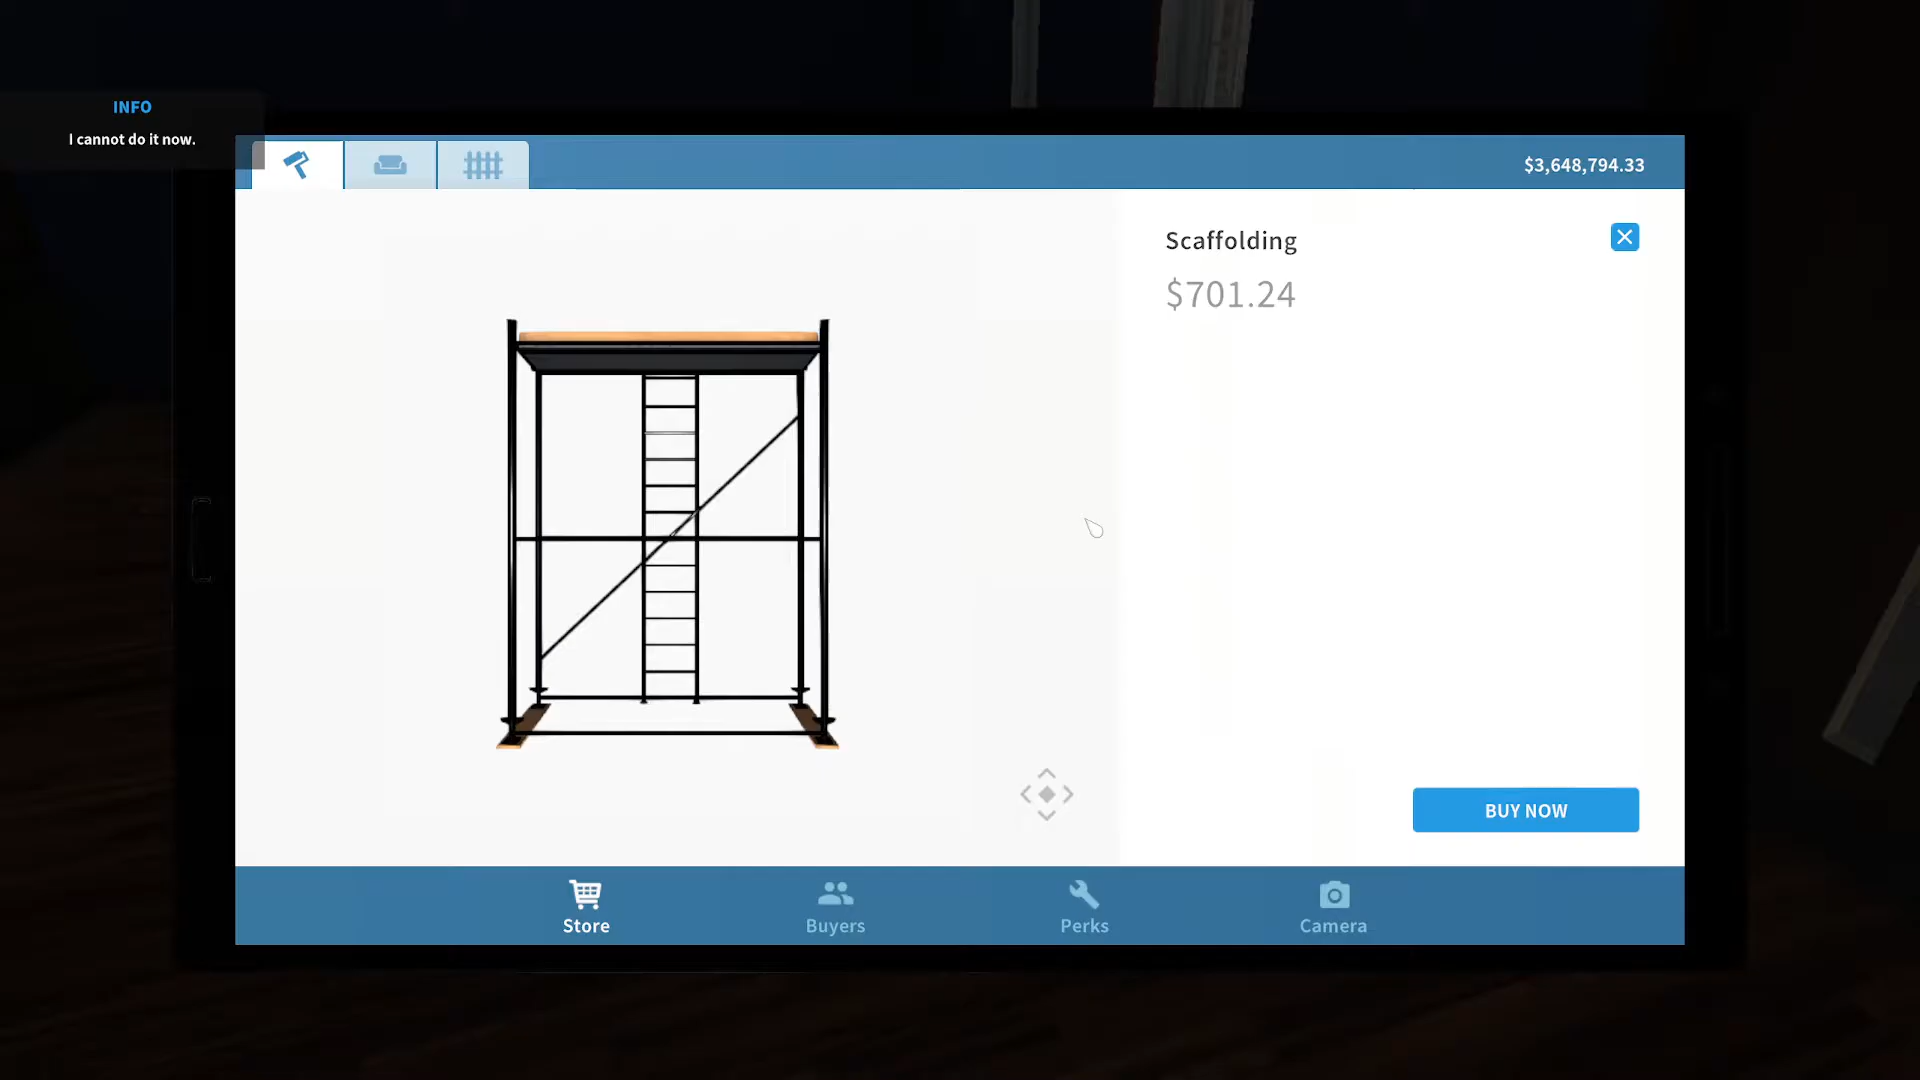 INFO
I cannot do it now.
$3,648,794.33
Scaffolding
$701.24
BUY NOW
Store
Buyers
Perks
Camera